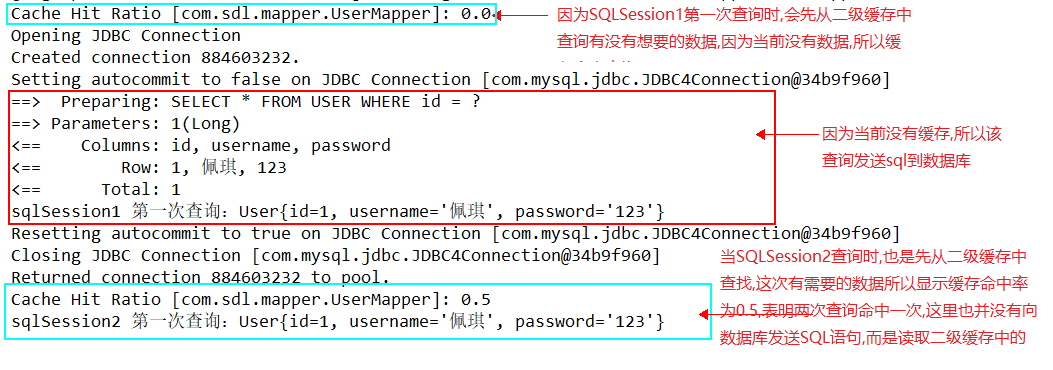 Cache Hit Ratio [com.sdl.mapper.UserMapper]: 0.0
Opening JDBC Connection
Created connection 884603232.
Setting autocommit to false on JDBC Connection [com.mysql.jdbc.JDBC4Connection@34b9f960]
==>  Preparing: SELECT * FROM USER WHERE id = ?
==> Parameters: 1(Long)
<==    Columns: id, username, password
<==        Row: 1, 佩琪, 123
<==      Total: 1
sqlSession1 第一次查询：User{id=1, username='佩琪', password='123'}
Resetting autocommit to true on JDBC Connection [com.mysql.jdbc.JDBC4Connection@34b9f960]
Closing JDBC Connection [com.mysql.jdbc.JDBC4Connection@34b9f960]
Returned connection 884603232 to pool.
Cache Hit Ratio [com.sdl.mapper.UserMapper]: 0.5
sqlSession2 第一次查询：User{id=1, username='佩琪', password='123'}
因为SQLSession1第一次查询时,会先从二级缓存中
查询有没有想要的数据,因为当前没有数据,所以缓
因为当前没有缓存,所以该
查询发送sql到数据库
当SQLSession2查询时,也是先从二级缓存中
查找,这次有需要的数据所以显示缓存命中率
为0.5,表明两次查询命中一次,这里也并没有向
数据库发送SQL语句,而是读取二级缓存中的